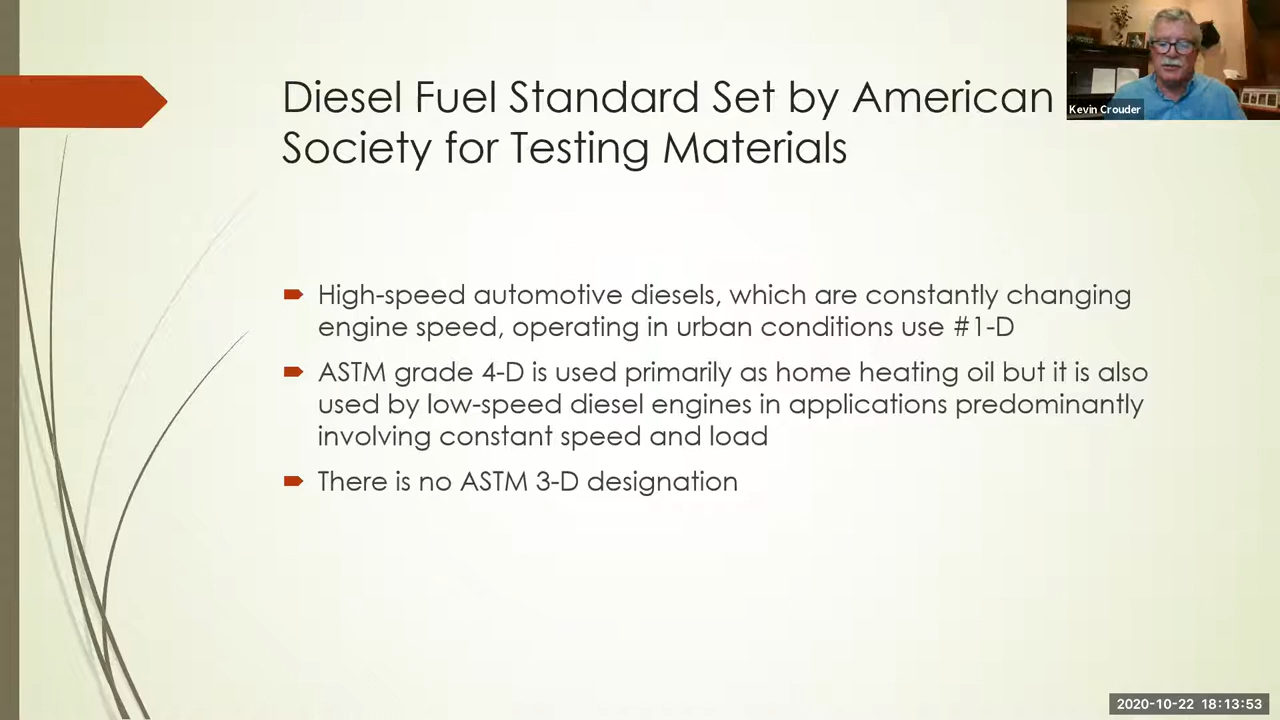 Diesel Fuel Standard Set by American
Society for Testing Materials
Kevin Crouder
High-speed automotive diesels, which are constantly changing
engine speed, operating in urban conditions use #1-D
ASTM grade 4-D is used primarily as home heating oil but it is also
used by low-speed diesel engines in applications predominantly
involving constant speed and load
There is no ASTM 3-D designation
2020-10-22 18:13:53